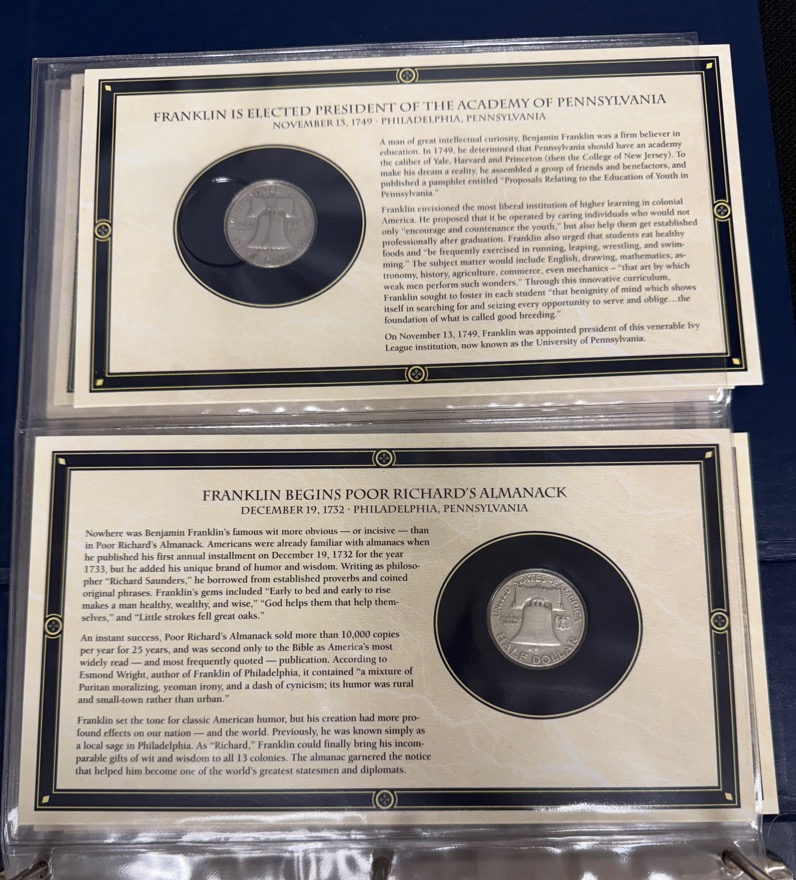 FRANKLIN IS ELECTED PRESIDENT OF THE ACADEMY OF PENNSYLVANIA
NOVEMBER 13, 1749 · PHILADELPHIA, PENNSYLVANIA
A man of great intellectual curiosity, Benjamin Franklin was a firm believer in
education. In 1749, he determined that Pennsylvania should have an academy
the caliber of Yale, Harvard and Princeton (then the College of New Jersey). To
make his dream a reality, he assembled a group of friends and benefactors, and
published a pamphlet entitled "Proposals Relating to the Education of Youth in
Pennsylvania."
Franklin envisioned the most liberal institution of higher learning in colonial
America. He proposed that it be operated by caring individuals who would not
only "encourage and countenance the youth," but also help them get established
professionally after graduation. Franklin also urged that students eat healthy
foods and "be frequently exercised in running, leaping, wrestling, and swim-
ming." The subject matter would include English, drawing, mathematics, as-
tronomy, history, agriculture, commerce, even mechanics – "that art by which
weak men perform such wonders." Through this innovative curriculum,
Franklin sought to foster in each student "that benignity of mind which shows
itself in searching for and seizing every opportunity to serve and oblige…the
foundation of what is called good breeding."
On November 13, 1749, Franklin was appointed president of this venerable Ivy
League institution, now known as the University of Pennsylvania.
FRANKLIN BEGINS POOR RICHARD'S ALMANACK
DECEMBER 19, 1732 · PHILADELPHIA, PENNSYLVANIA
Nowhere was Benjamin Franklin's famous wit more obvious — or incisive — than
in Poor Richard's Almanack. Americans were already familiar with almanacs when
he published his first annual installment on December 19, 1732 for the year
1733, but he added his unique brand of humor and wisdom. Writing as philoso-
pher "Richard Saunders," he borrowed from established proverbs and coined
original phrases. Franklin's gems included "Early to bed and early to rise
makes a man healthy, wealthy, and wise," "God helps them that help them-
selves," and "Little strokes fell great oaks."
An instant success, Poor Richard's Almanack sold more than 10,000 copies
per year for 25 years, and was second only to the Bible as America's most
widely read — and most frequently quoted — publication. According to
Esmond Wright, author of Franklin of Philadelphia, it contained "a mixture of
Puritan moralizing, yeoman irony, and a dash of cynicism; its humor was rural
and small-town rather than urban."
Franklin set the tone for classic American humor, but his creation had more pro-
found effects on our nation — and the world. Previously, he was known simply as
a local sage in Philadelphia. As "Richard," Franklin could finally bring his incom-
parable gifts of wit and wisdom to all 13 colonies. The almanac garnered the notice
that helped him become one of the world's greatest statesmen and diplomats.
UNITED STATES OF AMERICA
HALF DOLLAR